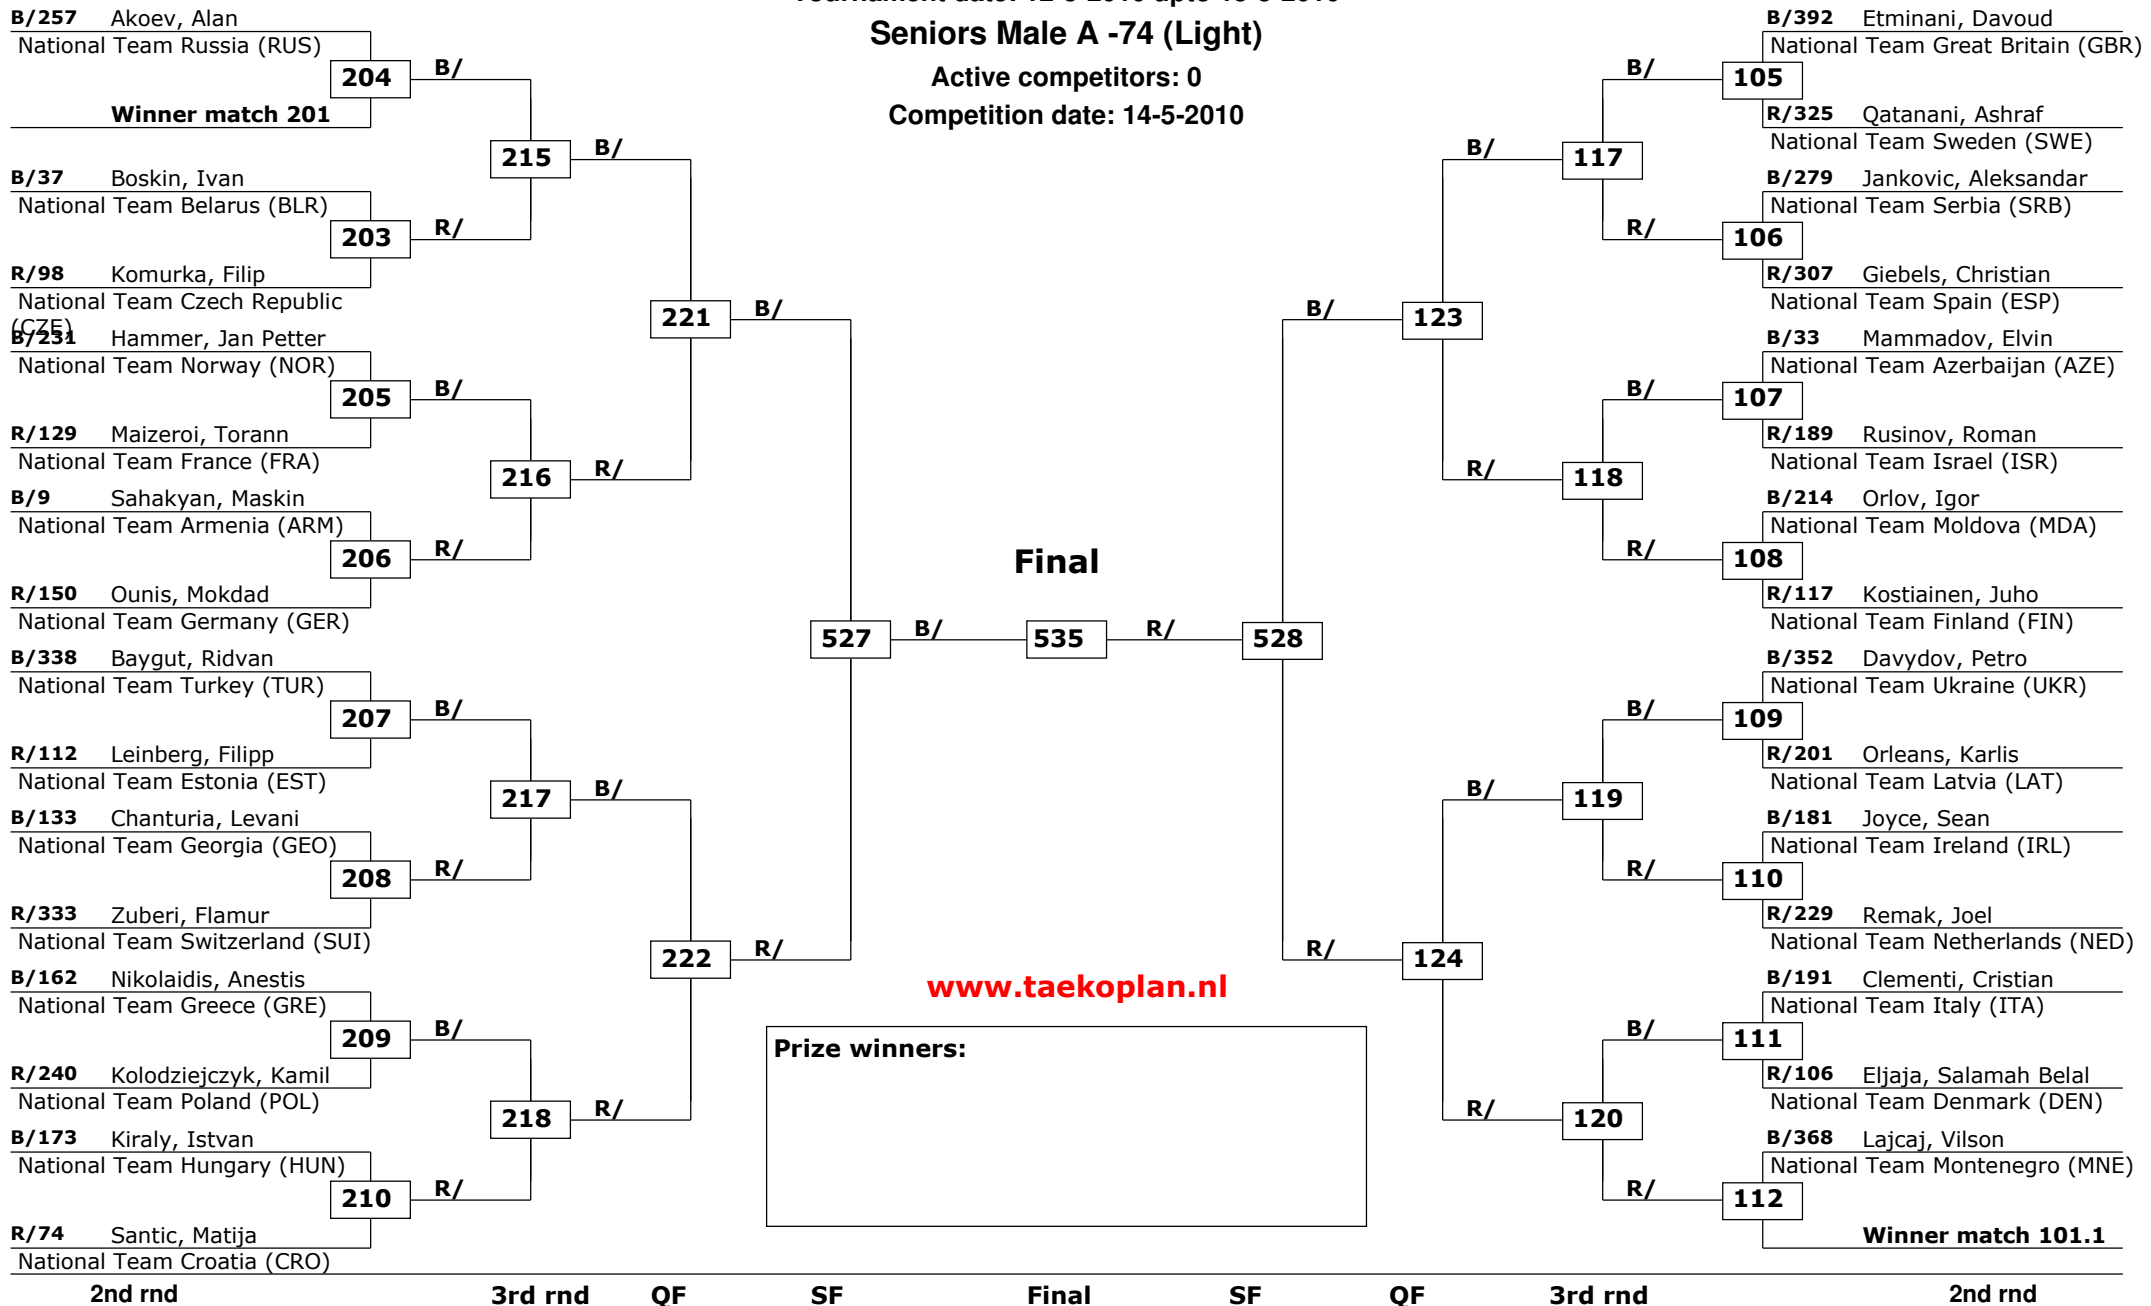 Seniors Male A -74 (Light)
Active competitors: 0
Competition date: 14-5-2010
B/257 Akoev, Alan
National Team Russia (RUS)
204
B/
Winner match 201
215
B/
B/37 Boskin, Ivan
National Team Belarus (BLR)
203
R/
R/98 Komurka, Filip
National Team Czech Republic
(CZE)
221
B/
B/231 Hammer, Jan Petter
National Team Norway (NOR)
205
B/
R/129 Maizeroi, Torann
National Team France (FRA)
216
R/
B/9 Sahakyan, Maskin
National Team Armenia (ARM)
206
R/
R/150 Ounis, Mokdad
National Team Germany (GER)
527
B/
B/338 Baygut, Ridvan
National Team Turkey (TUR)
207
B/
R/112 Leinberg, Filipp
National Team Estonia (EST)
217
B/
B/133 Chanturia, Levani
National Team Georgia (GEO)
208
R/
R/333 Zuberi, Flamur
National Team Switzerland (SUI)
222
R/
B/162 Nikolaidis, Anestis
National Team Greece (GRE)
209
B/
R/240 Kolodziejczyk, Kamil
National Team Poland (POL)
218
R/
B/173 Kiraly, Istvan
National Team Hungary (HUN)
210
R/
R/74 Santic, Matija
National Team Croatia (CRO)
Final
535
R/
528
www.taekoplan.nl
Prize winners:
B/392 Etminani, Davoud
National Team Great Britain (GBR)
B/
105
R/325 Qatanani, Ashraf
National Team Sweden (SWE)
B/
117
B/279 Jankovic, Aleksandar
National Team Serbia (SRB)
R/
106
R/307 Giebels, Christian
National Team Spain (ESP)
B/
123
B/33 Mammadov, Elvin
National Team Azerbaijan (AZE)
B/
107
R/189 Rusinov, Roman
National Team Israel (ISR)
R/
118
B/214 Orlov, Igor
National Team Moldova (MDA)
R/
108
R/117 Kostiainen, Juho
National Team Finland (FIN)
B/352 Davydov, Petro
National Team Ukraine (UKR)
B/
109
R/201 Orleans, Karlis
National Team Latvia (LAT)
B/
119
B/181 Joyce, Sean
National Team Ireland (IRL)
R/
110
R/229 Remak, Joel
National Team Netherlands (NED)
R/
124
B/191 Clementi, Cristian
National Team Italy (ITA)
B/
111
R/106 Eljaja, Salamah Belal
National Team Denmark (DEN)
R/
120
B/368 Lajcaj, Vilson
National Team Montenegro (MNE)
R/
112
Winner match 101.1
2nd rnd 3rd rnd QF SF Final SF QF 3rd rnd 2nd rnd